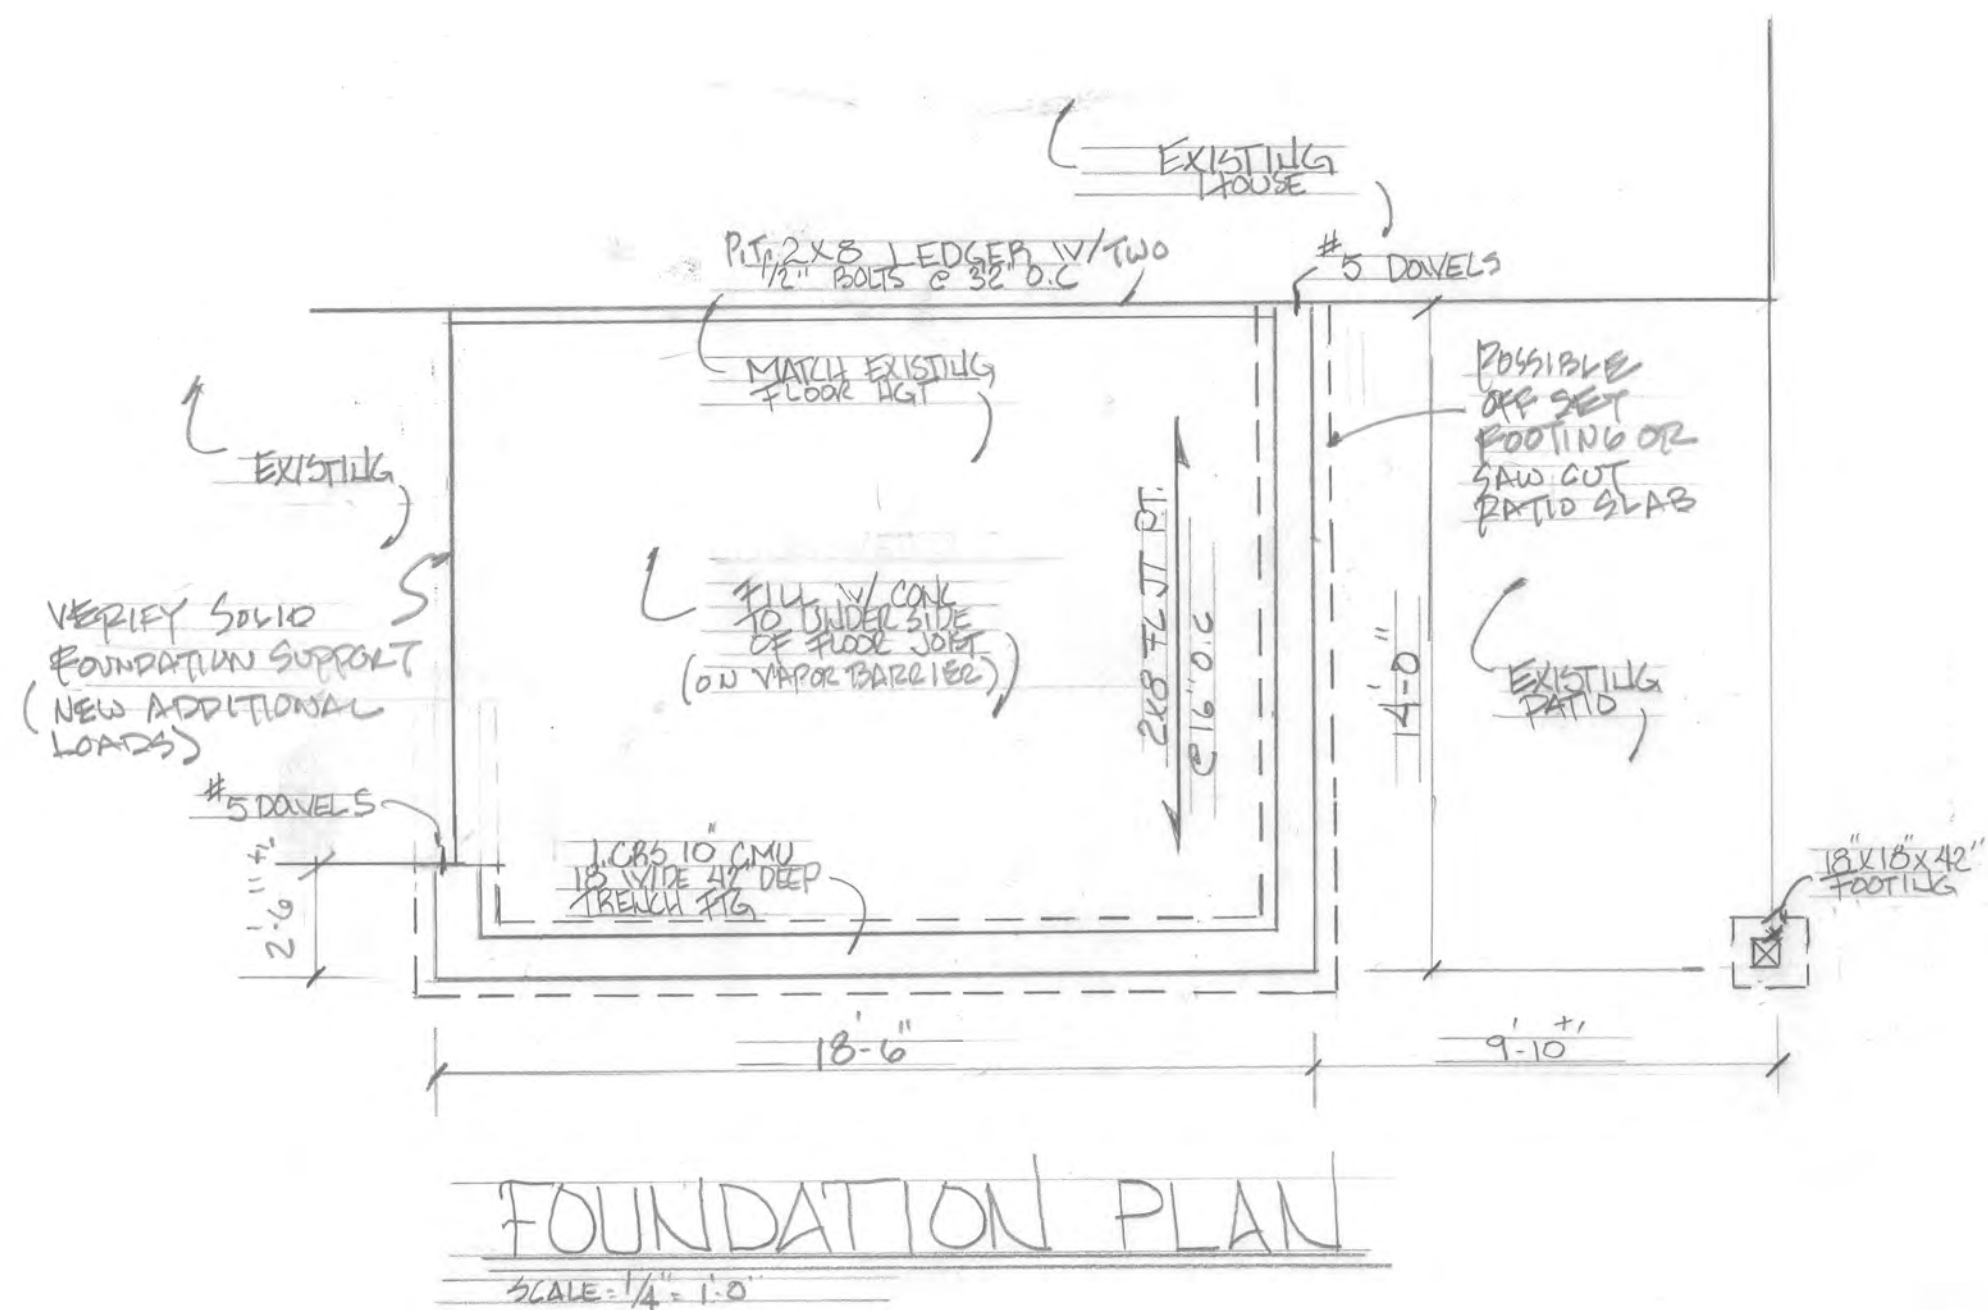 EXISTING
HOUSE
P.T. 2X8 LEDGER W/TWO
1/2" BOLTS @ 32" O.C
#5 DOWELS
MATCH EXISTING
FLOOR HGT
POSSIBLE
OFF SET
FOOTING OR
SAW CUT
PATIO SLAB
EXISTING
VERIFY SOLID
FOUNDATION SUPPORT
(NEW ADDITIONAL
LOADS)
FILL W/ CONC
TO UNDER SIDE
OF FLOOR JOIST
(ON VAPOR BARRIER)
2X8 FL JT P.T.
@ 16" O.C
14'-0"
EXISTING
PATIO
#5 DOWELS
2'-6" +/-
1 CRS 10" CMU
18 WIDE 42" DEEP
TRENCH FTG
18"X18"X42"
FOOTING
18'-6"
9'-10 +/-
FOUNDATION PLAN
SCALE = 1/4" = 1'-0"